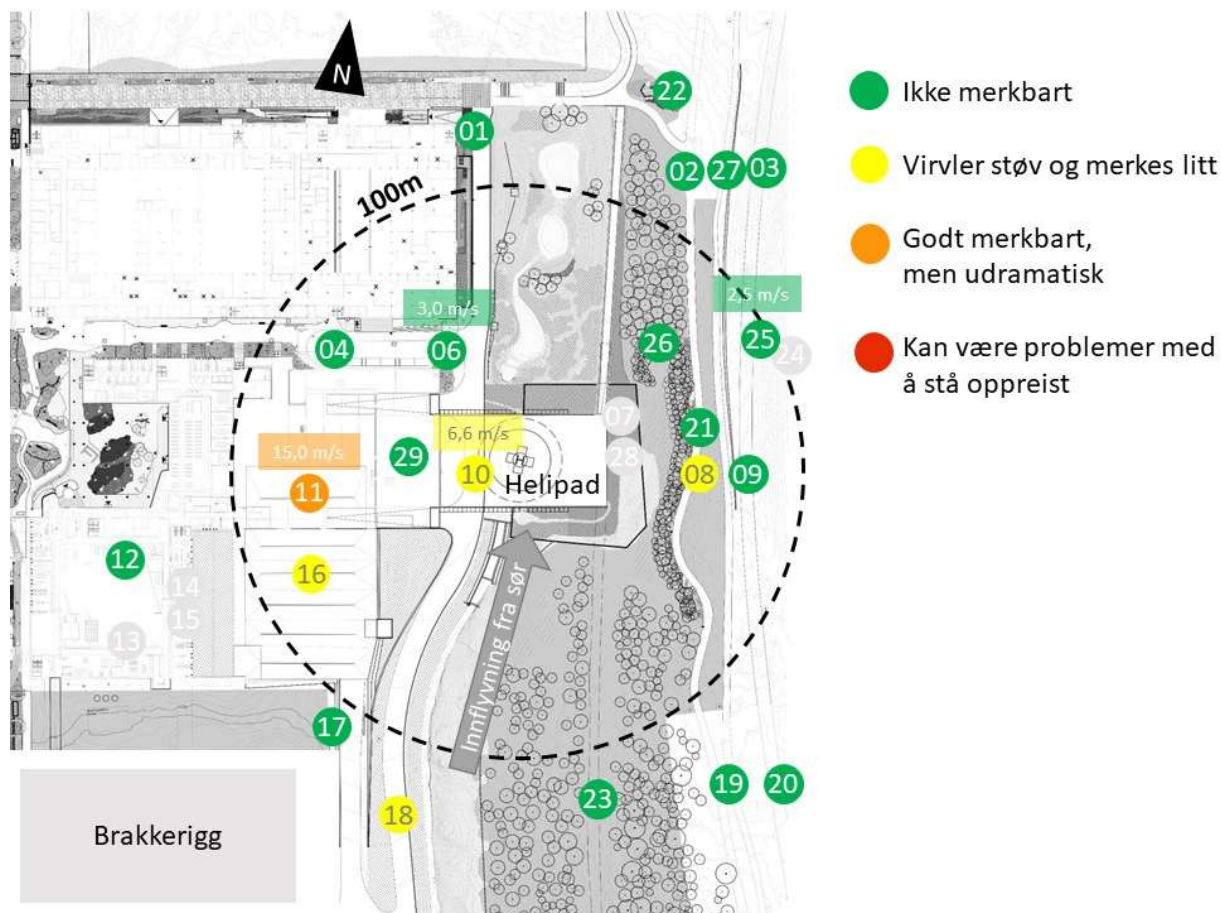 N
22
01
02 27 03
100m
3,0 m/s
2,5 m/s
04
06
26
25
24
07
21
15,0 m/s
6,6 m/s
29
10
H
28
08
09
Helipad
11
12
16
14
15
13
Innflyvning fra sør
17
19
20
23
18
Brakkerigg
Ikke merkbart
Virvler støv og merkes litt
Godt merkbart,
men udramatisk
Kan være problemer med
å stå oppreist